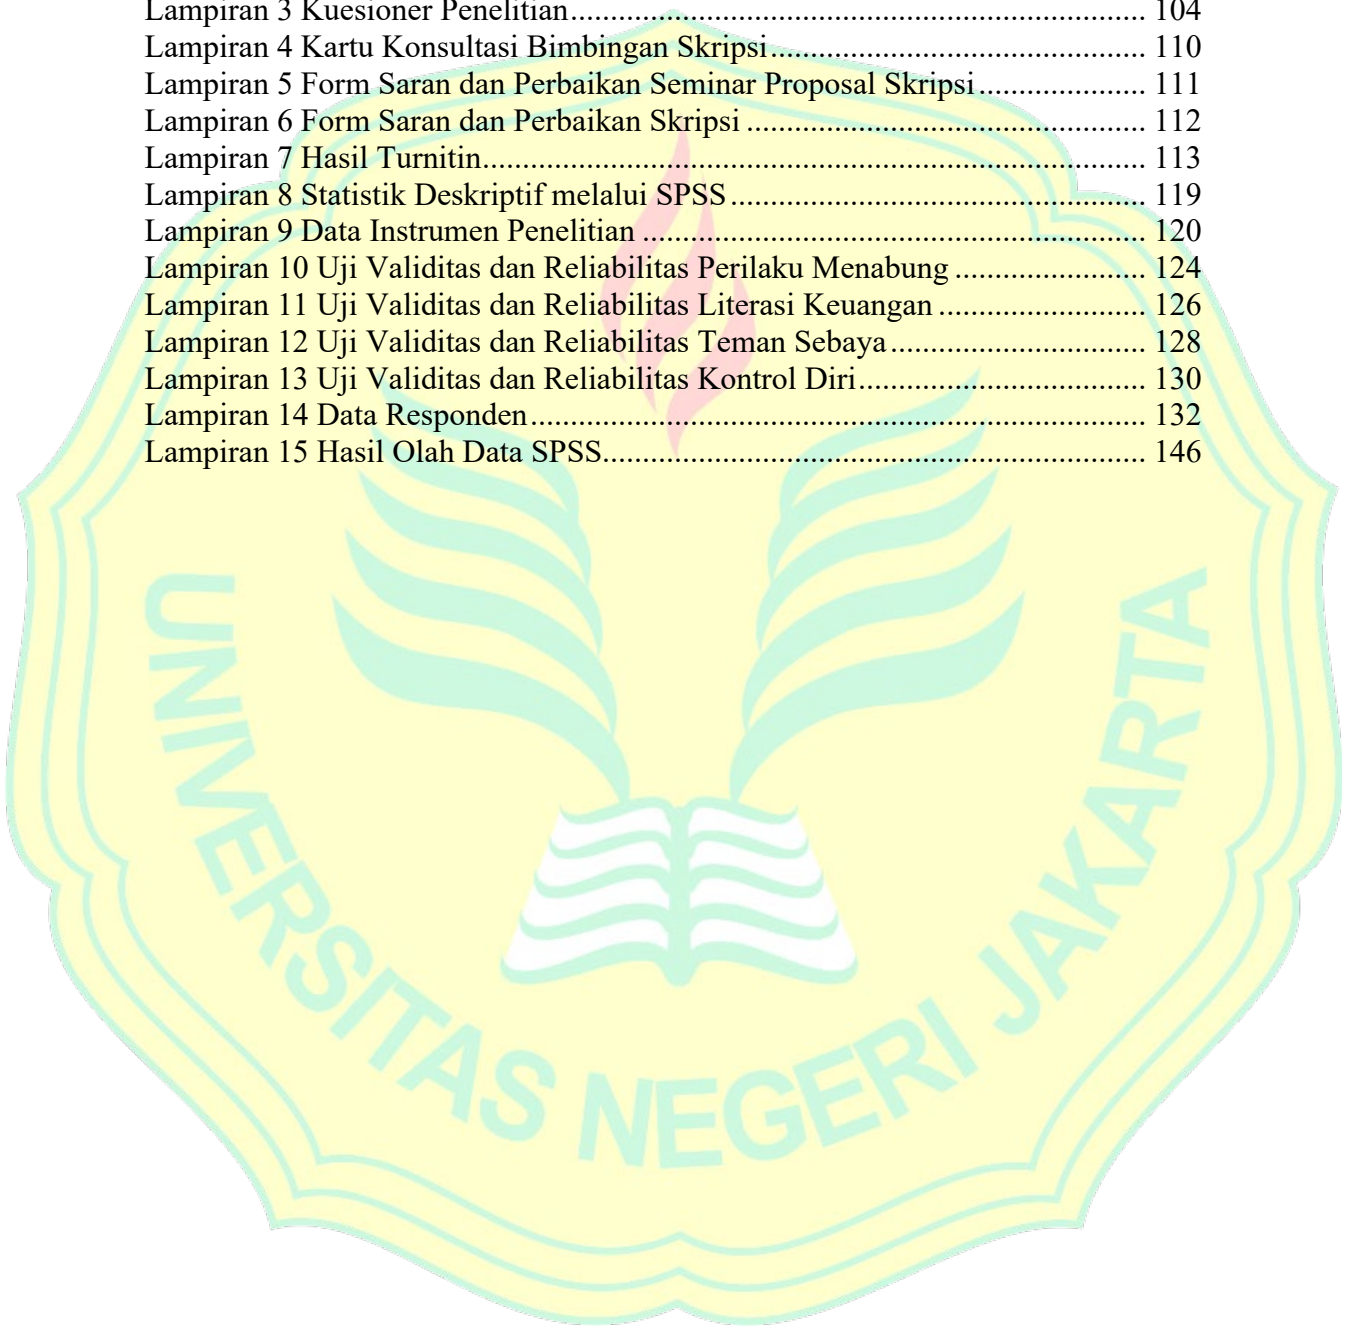 Lampiran 3 Kuesioner Penelitian.................................................................... 104
Lampiran 4 Kartu Konsultasi Bimbingan Skripsi............................................ 110
Lampiran 5 Form Saran dan Perbaikan Seminar Proposal Skripsi................... 111
Lampiran 6 Form Saran dan Perbaikan Skripsi ............................................... 112
Lampiran 7 Hasil Turnitin............................................................................... 113
Lampiran 8 Statistik Deskriptif melalui SPSS................................................. 119
Lampiran 9 Data Instrumen Penelitian ............................................................ 120
Lampiran 10 Uji Validitas dan Reliabilitas Perilaku Menabung ...................... 124
Lampiran 11 Uji Validitas dan Reliabilitas Literasi Keuangan ........................ 126
Lampiran 12 Uji Validitas dan Reliabilitas Teman Sebaya.............................. 128
Lampiran 13 Uji Validitas dan Reliabilitas Kontrol Diri.................................. 130
Lampiran 14 Data Responden......................................................................... 132
Lampiran 15 Hasil Olah Data SPSS................................................................. 146
UNIVERSITAS NEGERI JAKARTA